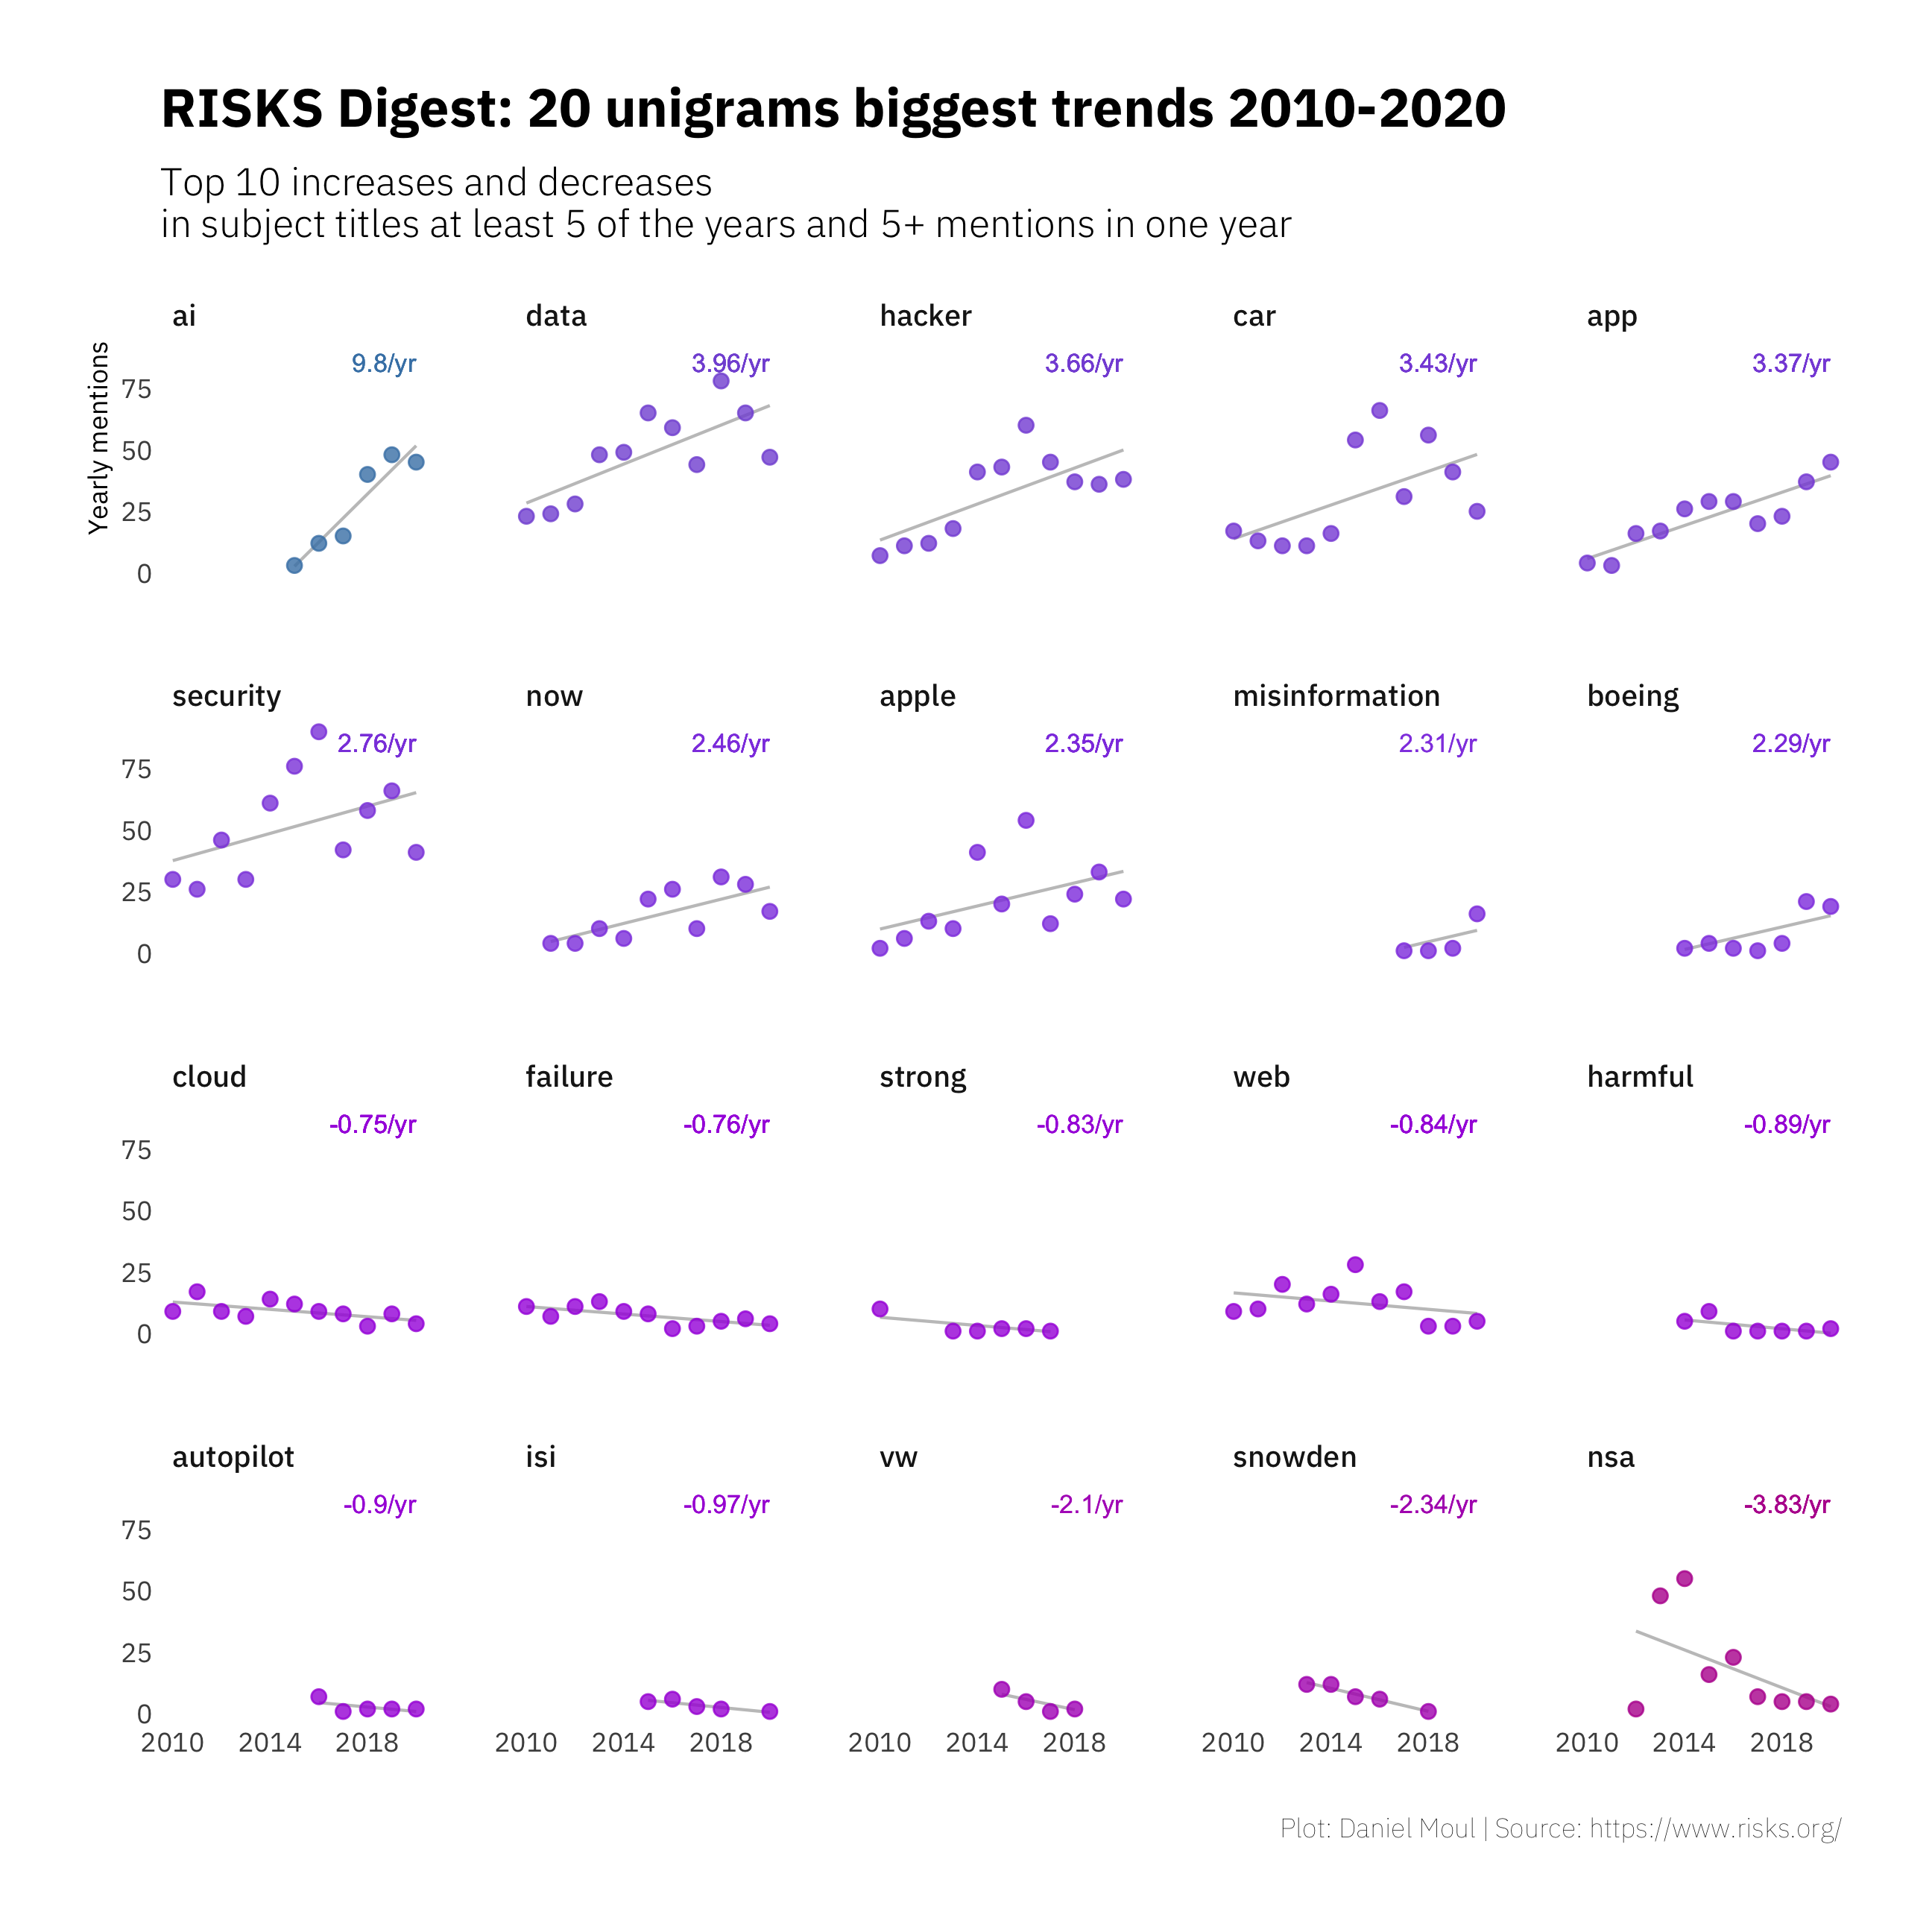 RISKS Digest: 20 unigrams biggest trends 2010-2020
Top 10 increases and decreases
in subject titles at least 5 of the years and 5+ mentions in one year
ai
data
hacker
car
app
9.8/yr
3.96/yr
3.66/yr
3.43/yr
3.37/yr
Yearly mentions
75
50
25
0
security
now
apple
misinformation
boeing
2.76/yr
2.46/yr
2.35/yr
2.31/yr
2.29/yr
75
50
25
0
cloud
failure
strong
web
harmful
-0.75/yr
-0.76/yr
-0.83/yr
-0.84/yr
-0.89/yr
75
50
25
0
autopilot
isi
vw
snowden
nsa
-0.9/yr
-0.97/yr
-2.1/yr
-2.34/yr
-3.83/yr
75
50
25
0
2010 2014 2018
2010 2014 2018
2010 2014 2018
2010 2014 2018
2010 2014 2018
Plot: Daniel Moul | Source: https://www.risks.org/